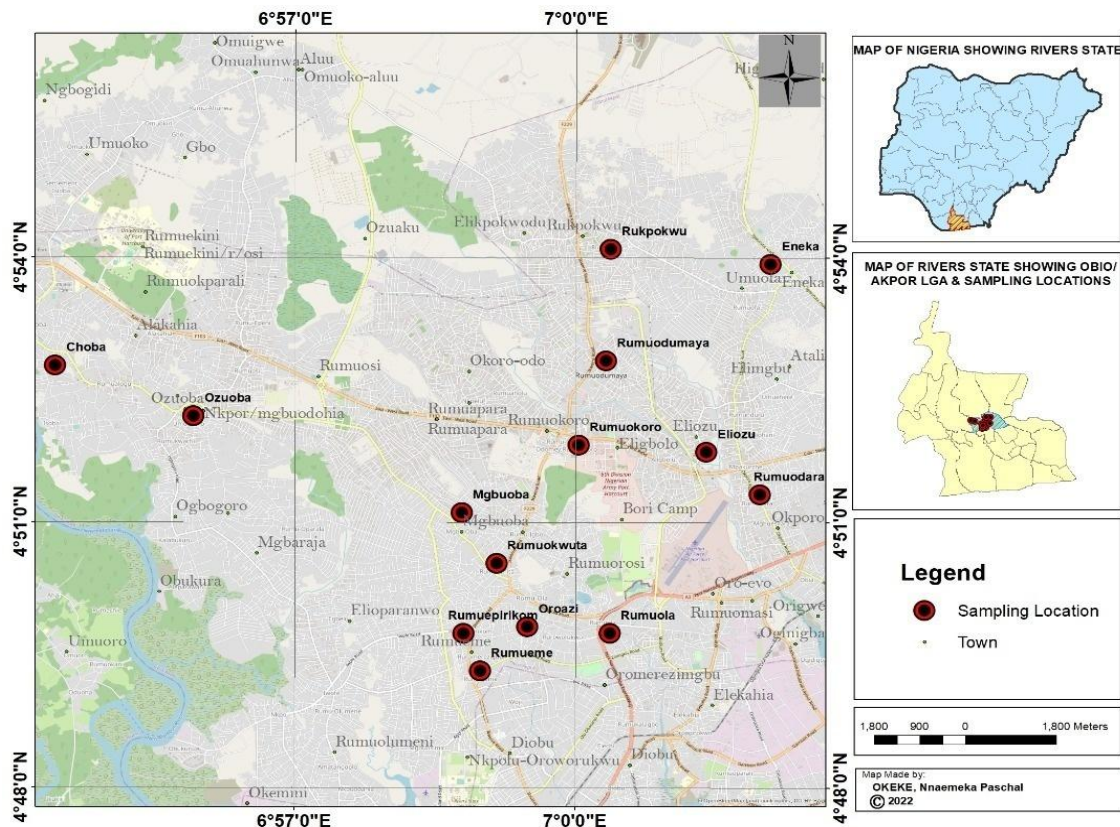 6°57'0"E
7°0'0"E
Omuigwe
Omuahunwa
Aluu
Omuoko-aluu
N
Ngbogidi
Umuoko
Gbo
Ozuaku
Elikpokwodu
Rukpokwu
Rukpokwu
Eneka
4°54'0"N
4°54'0"N
Rumuekini
Rumuekini/r/osi
Rumuokparali
Umuola
Eneka
Alakahia
Choba
Rumuosi
Okoro-odo
Rumuodumaya
Rumuodumaya
Atali
Elimgbu
Ozuoba
Ozuoba
Nkpor/mgbuodohia
Rumuapara
Rumuapara
Rumuokoro
Rumuokoro
Eligbolo
Eliozu
Eliozu
Rumuodara
Mgbuoba
Mgbuoba
Ogbogoro
Mgbaraja
Bori Camp
Okporo
4°51'0"N
4°51'0"N
Rumuokwuta
Rumuorosi
Obukura
Elioparanwo
Rumuepirikom
Oroazi
Rumuola
Oro-evo
Rumuomasi
Origwe
Oginigba
Umuoro
Rumueme
Rumueme
Oromerezimgbu
Elekahia
Rumuolumeni
Diobu
Nkpolu-Oroworukwu
Diobu
Okemini
4°48'0"N
4°48'0"N
6°57'0"E
7°0'0"E
MAP OF NIGERIA SHOWING RIVERS STATE
MAP OF RIVERS STATE SHOWING OBIO/
AKPOR LGA & SAMPLING LOCATIONS
Legend
Sampling Location
Town
1,800 900 0 1,800 Meters
Map Made by:
OKEKE, Nnaemeka Paschal
© 2022